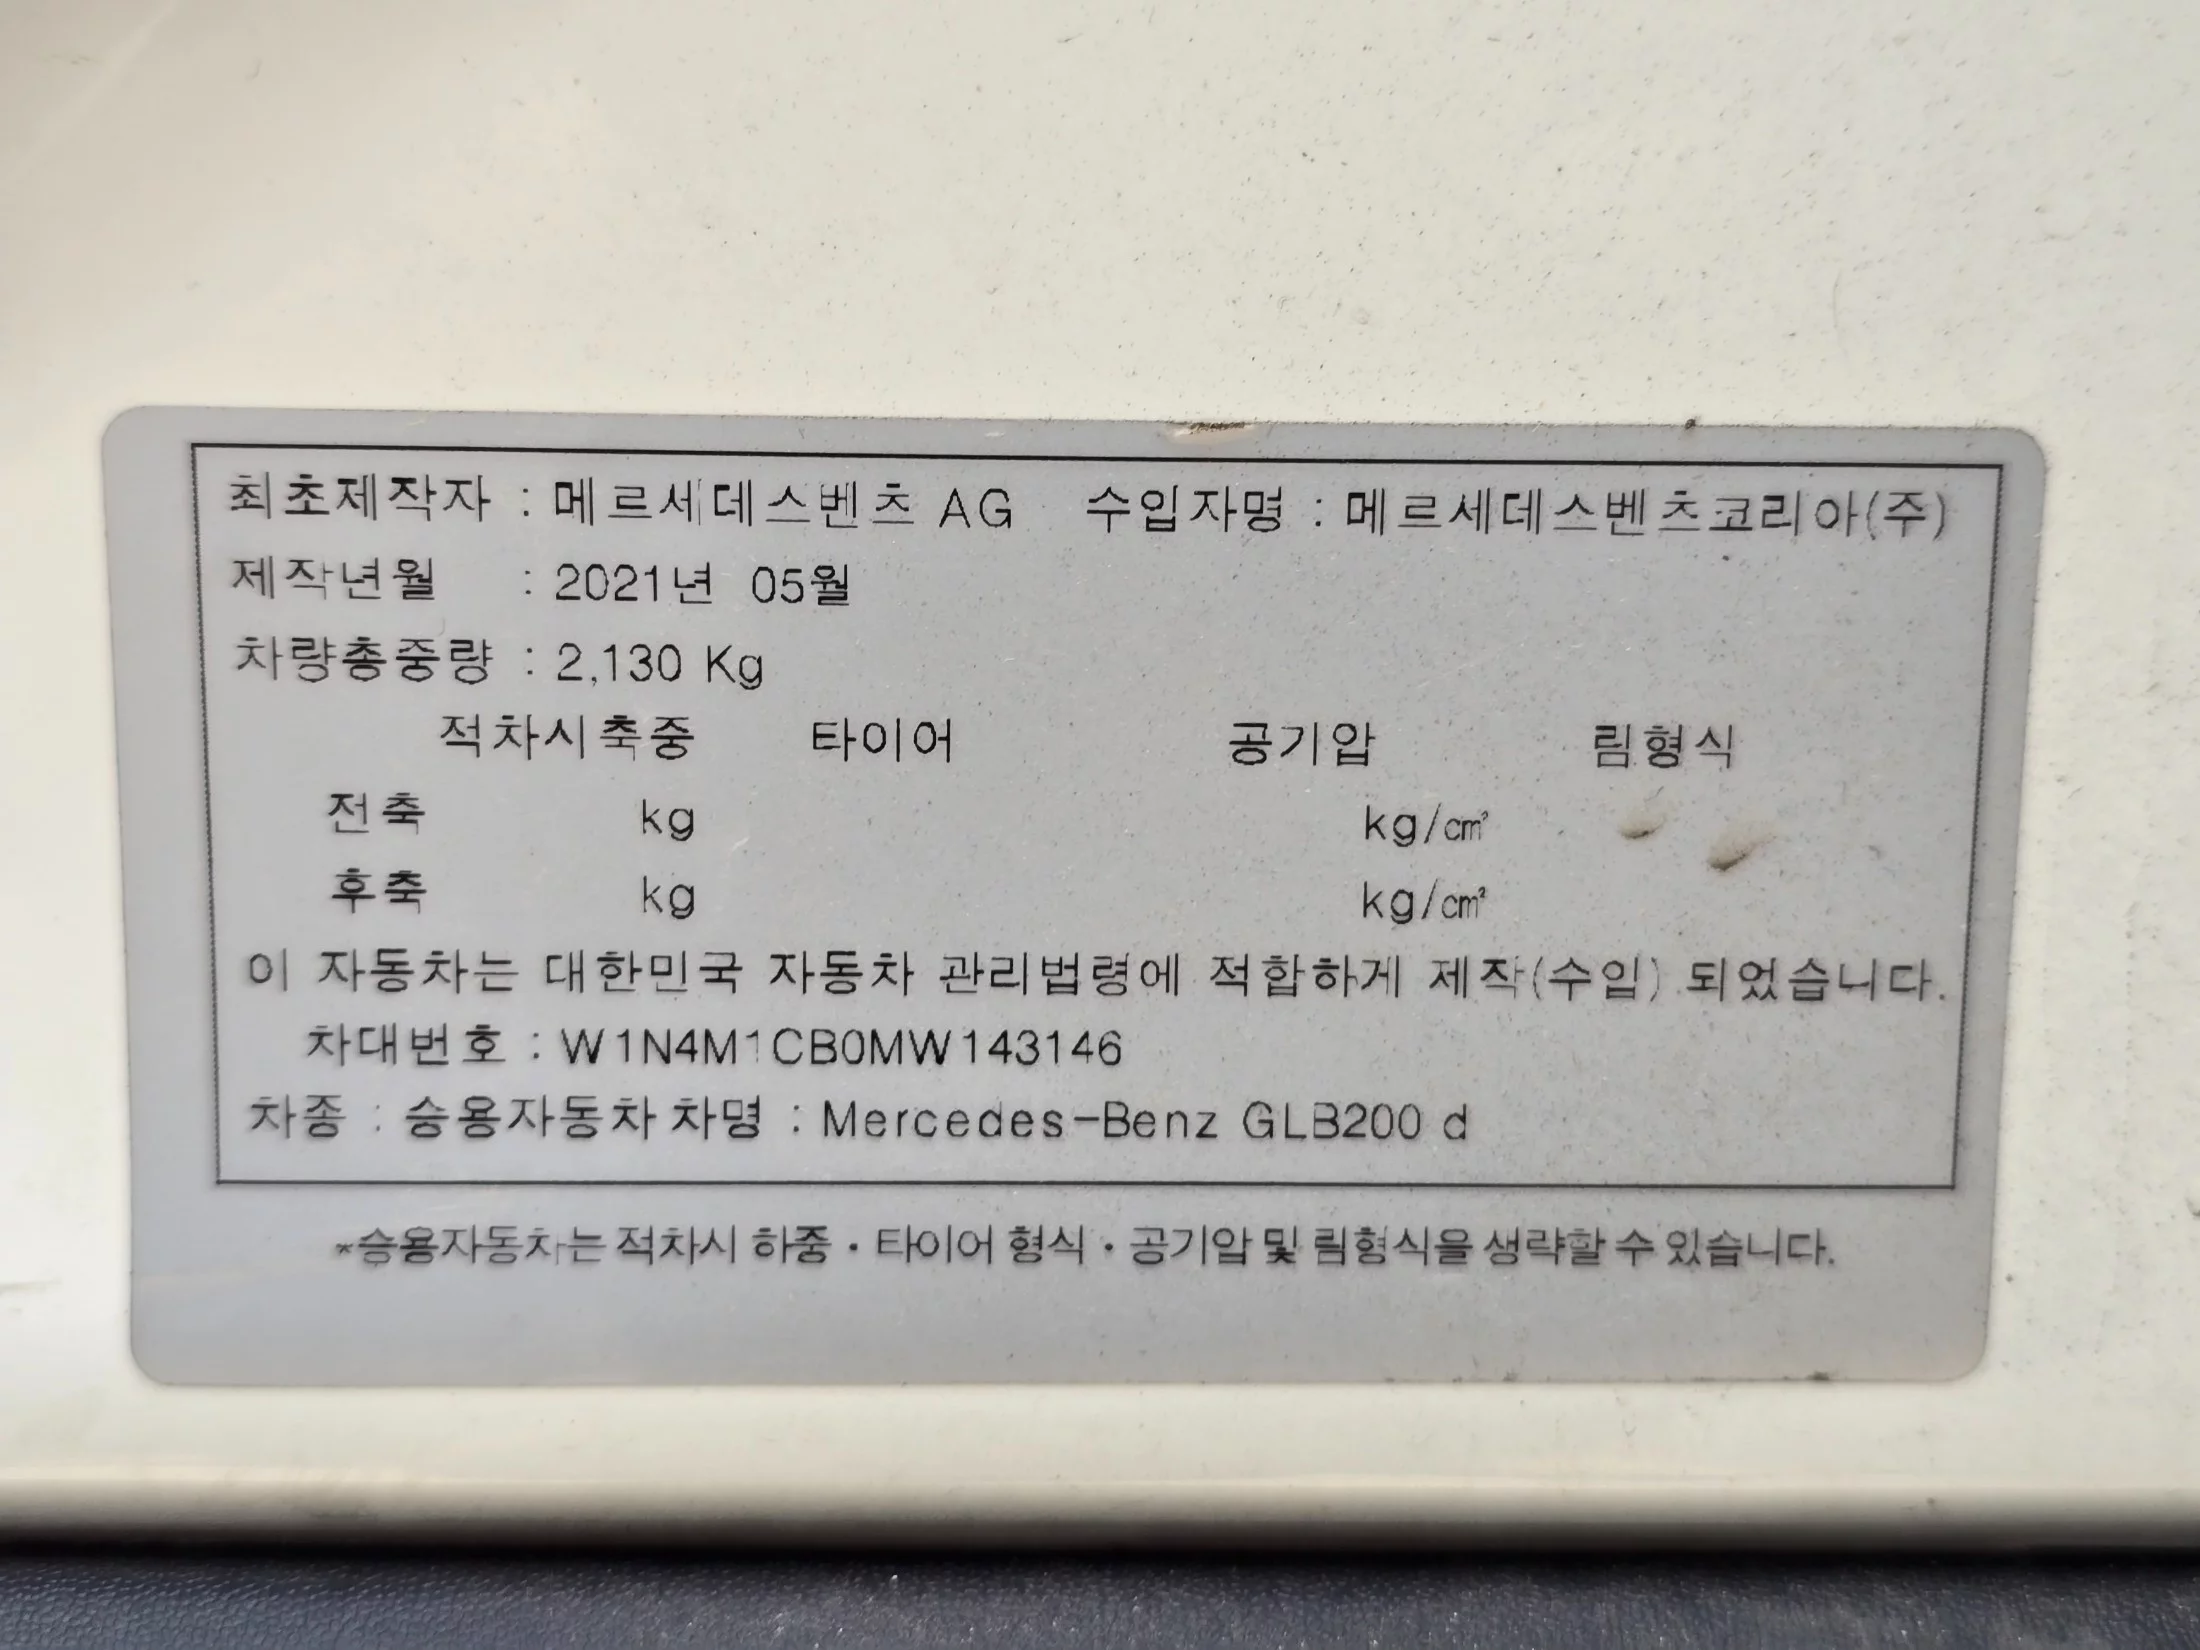 최초제작자 : 메르세데스벤츠 AG 수입자명 : 메르세데스벤츠코리아(주)
제작년월 : 2021년 05월
차량총중량 : 2,130 Kg
적차시축중 타이어 공기압 림형식
전축 kg kg/㎠
후축 kg kg/㎠
이 자동차는 대한민국 자동차 관리법령에 적합하게 제작(수입) 되었습니다.
차대번호 : W1N4M1CB0MW143146
차종 : 승용자동차 차명 : Mercedes-Benz GLB200 d
*승용자동차는 적차시 하중·타이어 형식·공기압 및 림형식을 생략할 수 있습니다.